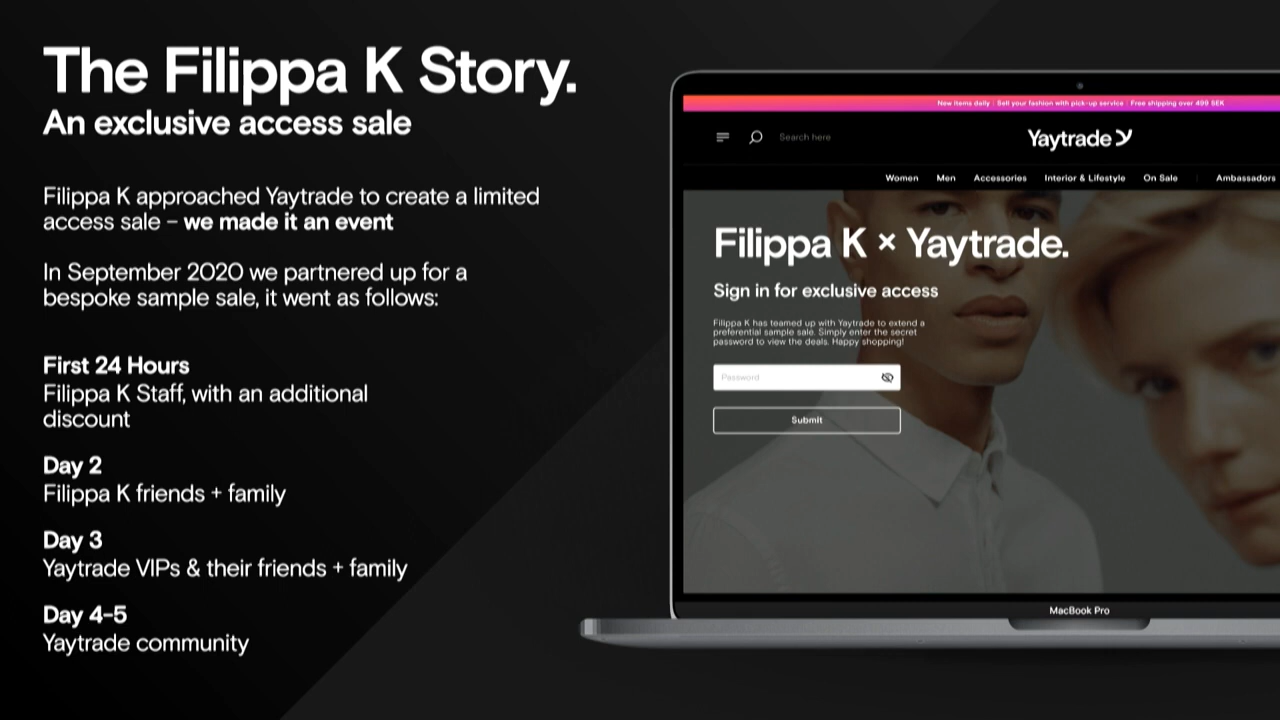 The Filippa K Story.
An exclusive access sale
Filippa K approached Yaytrade to create a limited
access sale – we made it an event
In September 2020 we partnered up for a
bespoke sample sale, it went as follows:
First 24 Hours
Filippa K Staff, with an additional
discount
Day 2
Filippa K friends + family
Day 3
Yaytrade VIPs & their friends + family
Day 4-5
Yaytrade community
New items daily | Sell your fashion with pick-up service | Free shipping over 499 SEK
Search here
Yaytrade
Women Men Accessories Interior & Lifestyle On Sale | Ambassadors
Filippa K × Yaytrade.
Sign in for exclusive access
Filippa K has teamed up with Yaytrade to extend a
preferential sample sale. Simply enter the secret
password to view the deals. Happy shopping!
Password
Submit
MacBook Pro